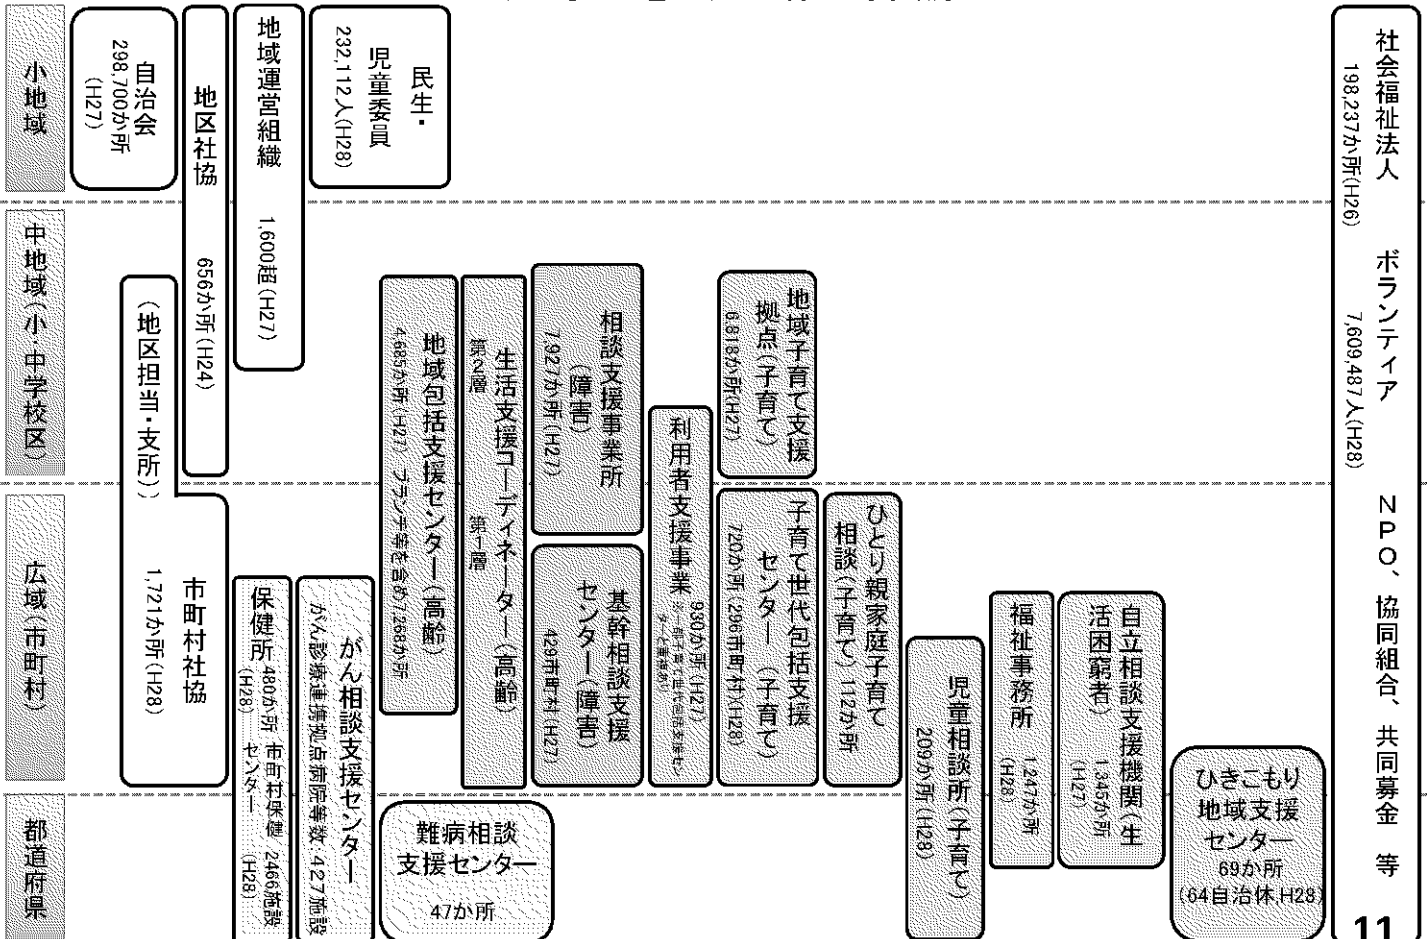 小地域
中地域(小・中学校区)
広域(市町村)
都道府県
自治会
298,700か所
(H27)
地区社協 656か所(H24)
地域運営組織 1,600超(H27)
民生・
児童委員
232,112人(H28)
(地区担当・支所)
市町村社協
1,721か所(H28)
保健所 480か所 市町村保健 2466施設
(H28) センター (H28)
がん相談支援センター
がん診療連携拠点病院等数 427施設
地域包括支援センター(高齢)
4,685か所(H27) ブランチ等を含め7,268か所
生活支援コーディネーター(高齢)
第2層 第1層
難病相談
支援センター
47か所
相談支援事業所
(障害)
7,927か所(H27)
基幹相談支援
センター(障害)
429市町村(H27)
利用者支援事業 930か所(H27)
※一部子育て世代包括支援セン
ターと重複あり
地域子育て支援
拠点(子育て)
6,818か所(H27)
子育て世代包括支援
センター(子育て)
720か所(296市町村)(H28)
ひとり親家庭子育て
相談(子育て)112か所
児童相談所(子育て)
209か所(H28)
福祉事務所 1,247か所
(H28)
自立相談支援機関(生
活困窮者) 1,345か所
(H27)
ひきこもり
地域支援
センター
69か所
(64自治体,H28)
社会福祉法人 ボランティア NPO、協同組合、共同募金 等
198,237か所(H26) 7,609,487人(H28)
11